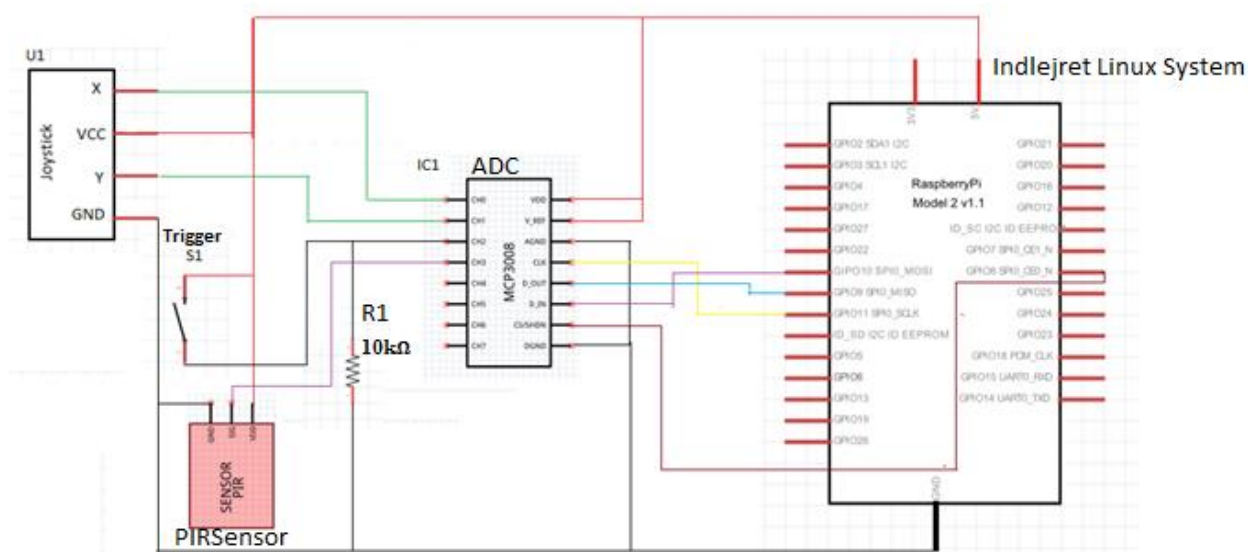 U1
Joystick
X
VCC
Y
GND
Trigger
S1
PIRSensor
SENSOR
PIR
GND
SIG
VDD
R1
10kΩ
IC1
ADC
MCP3008
CH0
CH1
CH2
CH3
CH4
CH5
CH6
CH7
VDD
V_REF
AGND
CLK
D_OUT
D_IN
CS/SHDN
DGND
Indlejret Linux System
3V3
5V
RaspberryPi
Model 2 v1.1
GPIO2 SDA1 I2C
GPIO3 SCL1 I2C
GPIO4
GPIO17
GPIO27
GPIO22
GIPO10 SPI0_MOSI
GPIO9 SPI0_MISO
GPIO11 SPI0_SCLK
ID_SD I2C ID EEPROM
GPIO5
GPIO6
GPIO13
GPIO19
GPIO26
GPIO21
GPIO20
GPIO16
GPIO12
ID_SC I2C ID EEPROM
GPIO7 SPI0_CE1_N
GPIO8 SPI0_CE0_N
GPIO25
GPIO24
GPIO23
GPIO18 PCM_CLK
GPIO15 UART0_RXD
GPIO14 UART0_TXD
GND